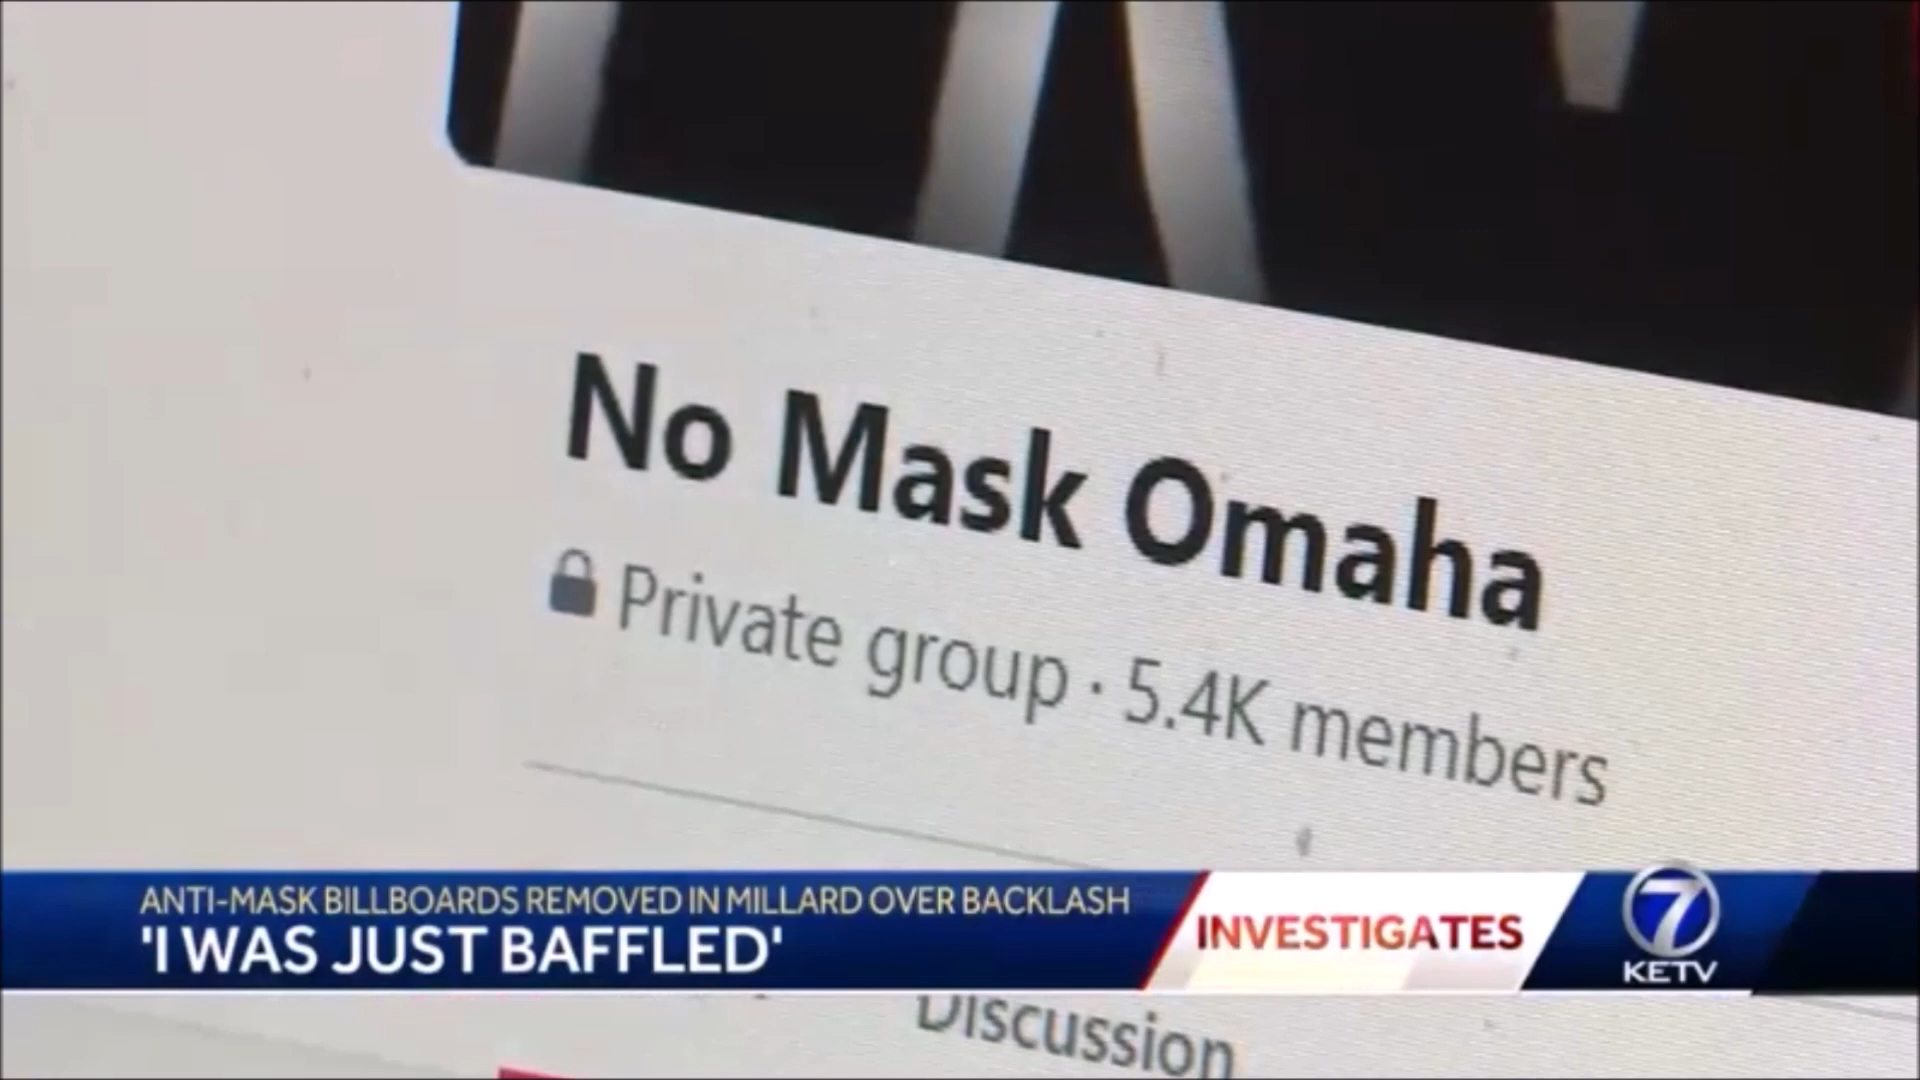 No Mask Omaha
Private group · 5.4K members
ANTI-MASK BILLBOARDS REMOVED IN MILLARD OVER BACKLASH
'I WAS JUST BAFFLED'
INVESTIGATES
7
KETV
Discussion